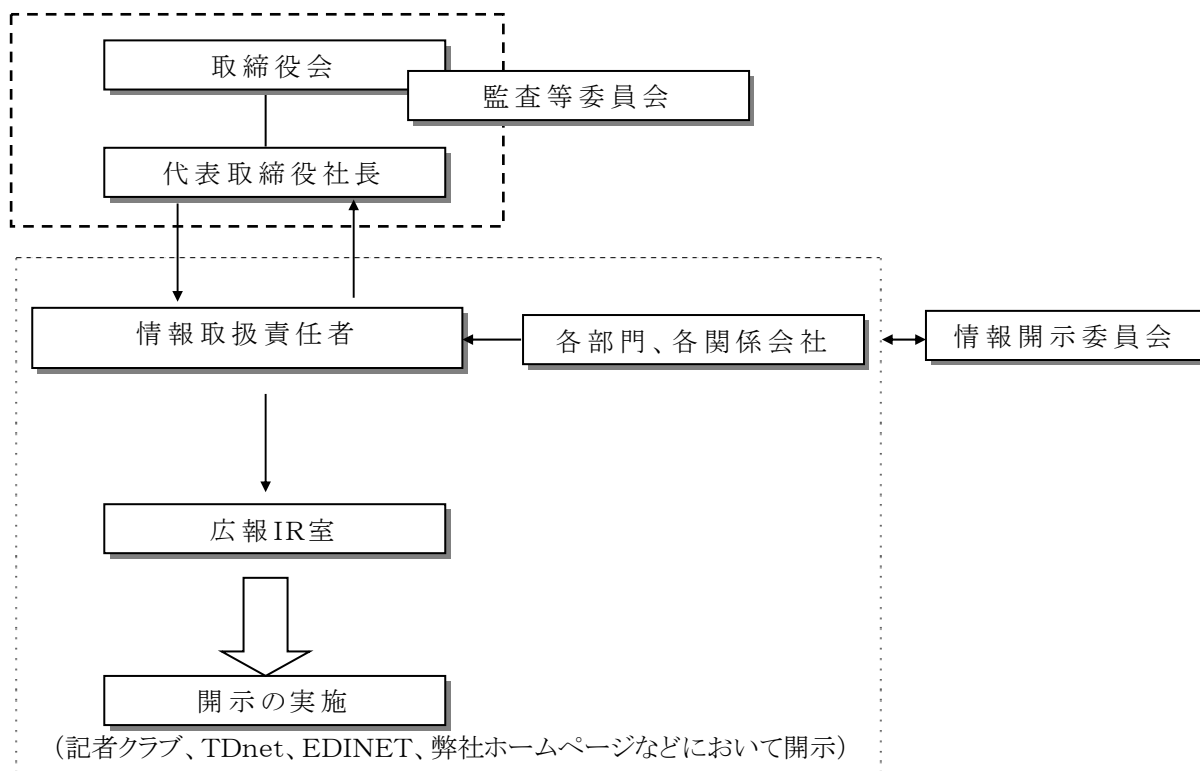 取締役会
監査等委員会
代表取締役社長
情報取扱責任者
各部門、各関係会社
情報開示委員会
広報IR室
開示の実施
（記者クラブ、TDnet、EDINET、弊社ホームページなどにおいて開示）